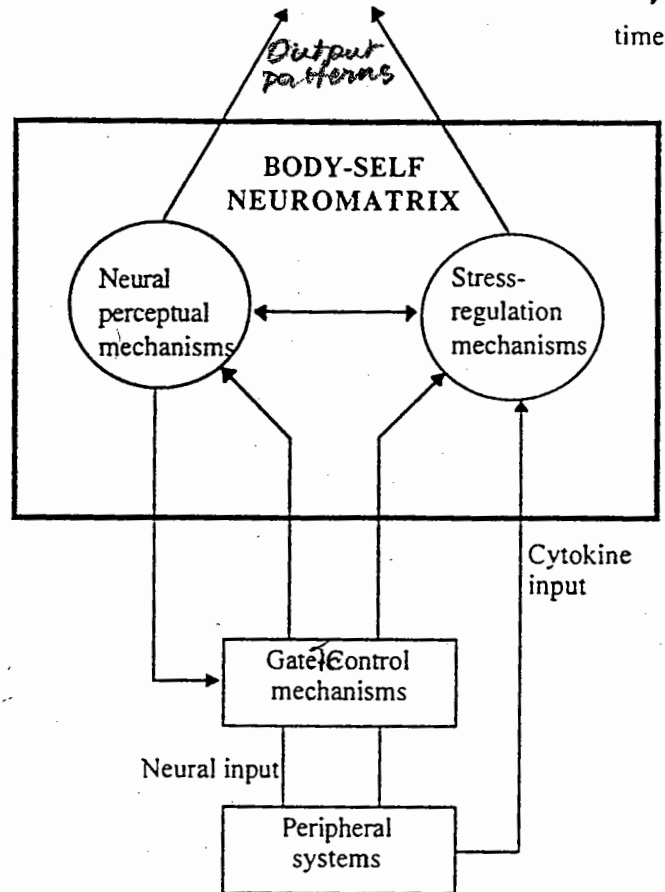 time
Output
patterns
BODY-SELF
NEUROMATRIX
Neural
perceptual
mechanisms
Stress-
regulation
mechanisms
Cytokine
input
Gate-Control
mechanisms
Neural input
Peripheral
systems